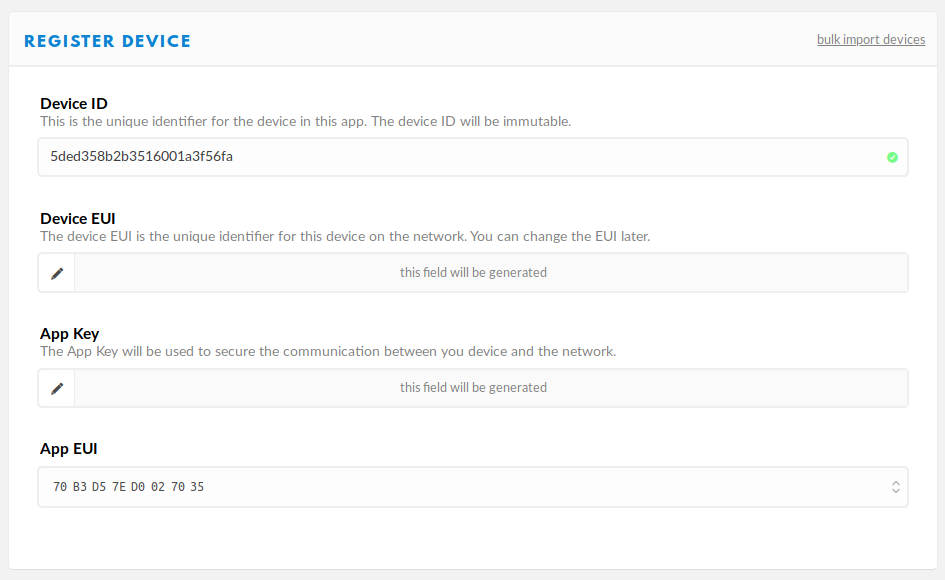 REGISTER DEVICE
bulk import devices
Device ID
This is the unique identifier for the device in this app. The device ID will be immutable.
5ded358b2b3516001a3f56fa
Device EUI
The device EUI is the unique identifier for this device on the network. You can change the EUI later.
this field will be generated
App Key
The App Key will be used to secure the communication between you device and the network.
this field will be generated
App EUI
70 B3 D5 7E D0 02 70 35